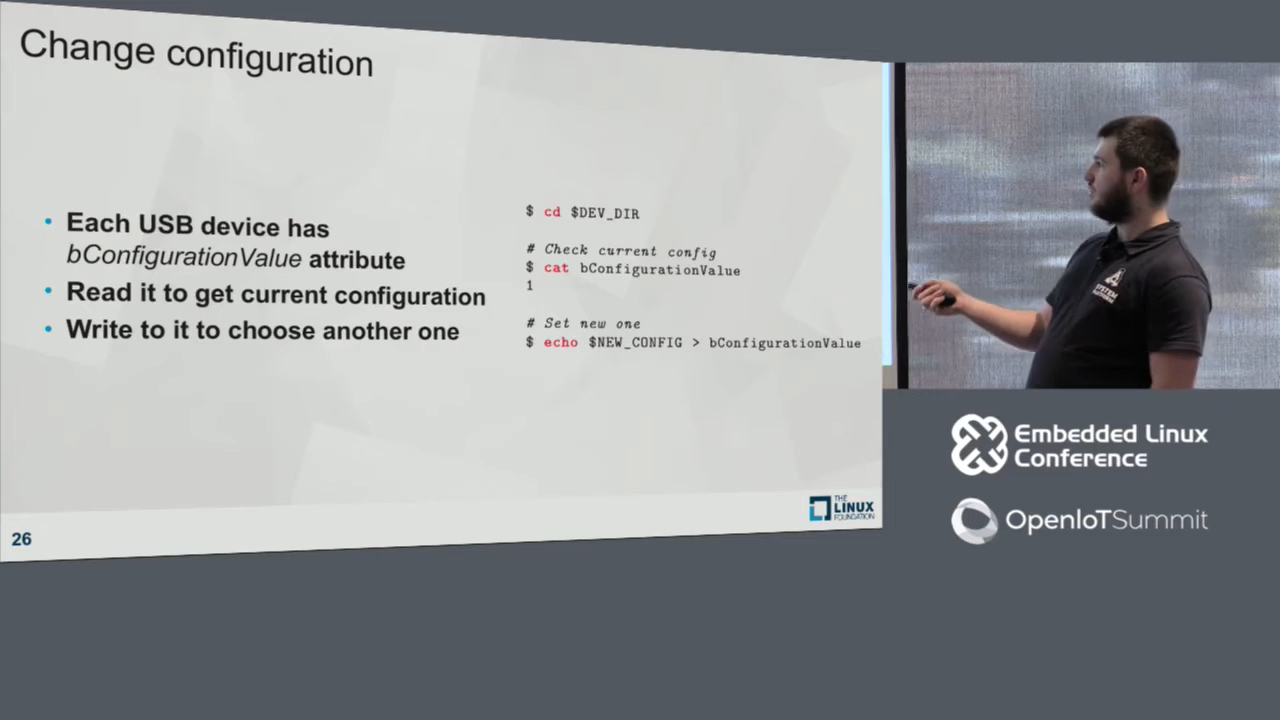 Change configuration
• Each USB device has
bConfigurationValue attribute
• Read it to get current configuration
• Write to it to choose another one
$ cd $DEV_DIR
# Check current config
$ cat bConfigurationValue
1
# Set new one
$ echo $NEW_CONFIG > bConfigurationValue
THE
LINUX
FOUNDATION
26
SYSTEM
Embedded Linux
Conference
OpenIoTSummit